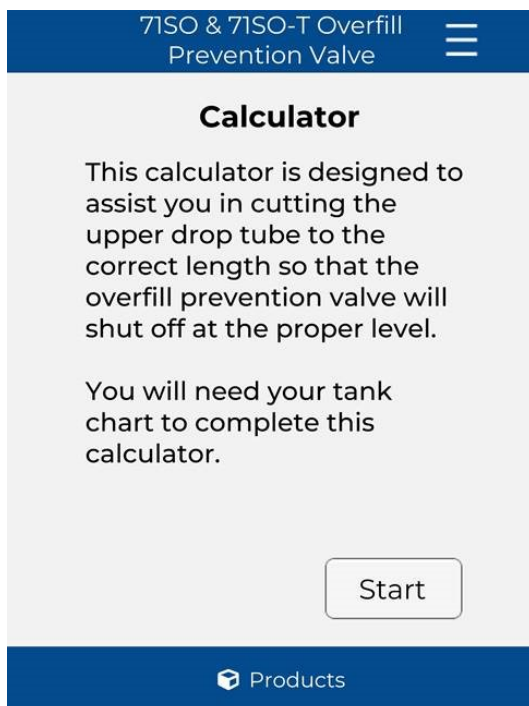 71SO & 71SO-T Overfill
Prevention Valve
Calculator
This calculator is designed to
assist you in cutting the
upper drop tube to the
correct length so that the
overfill prevention valve will
shut off at the proper level.
You will need your tank
chart to complete this
calculator.
Start
Products